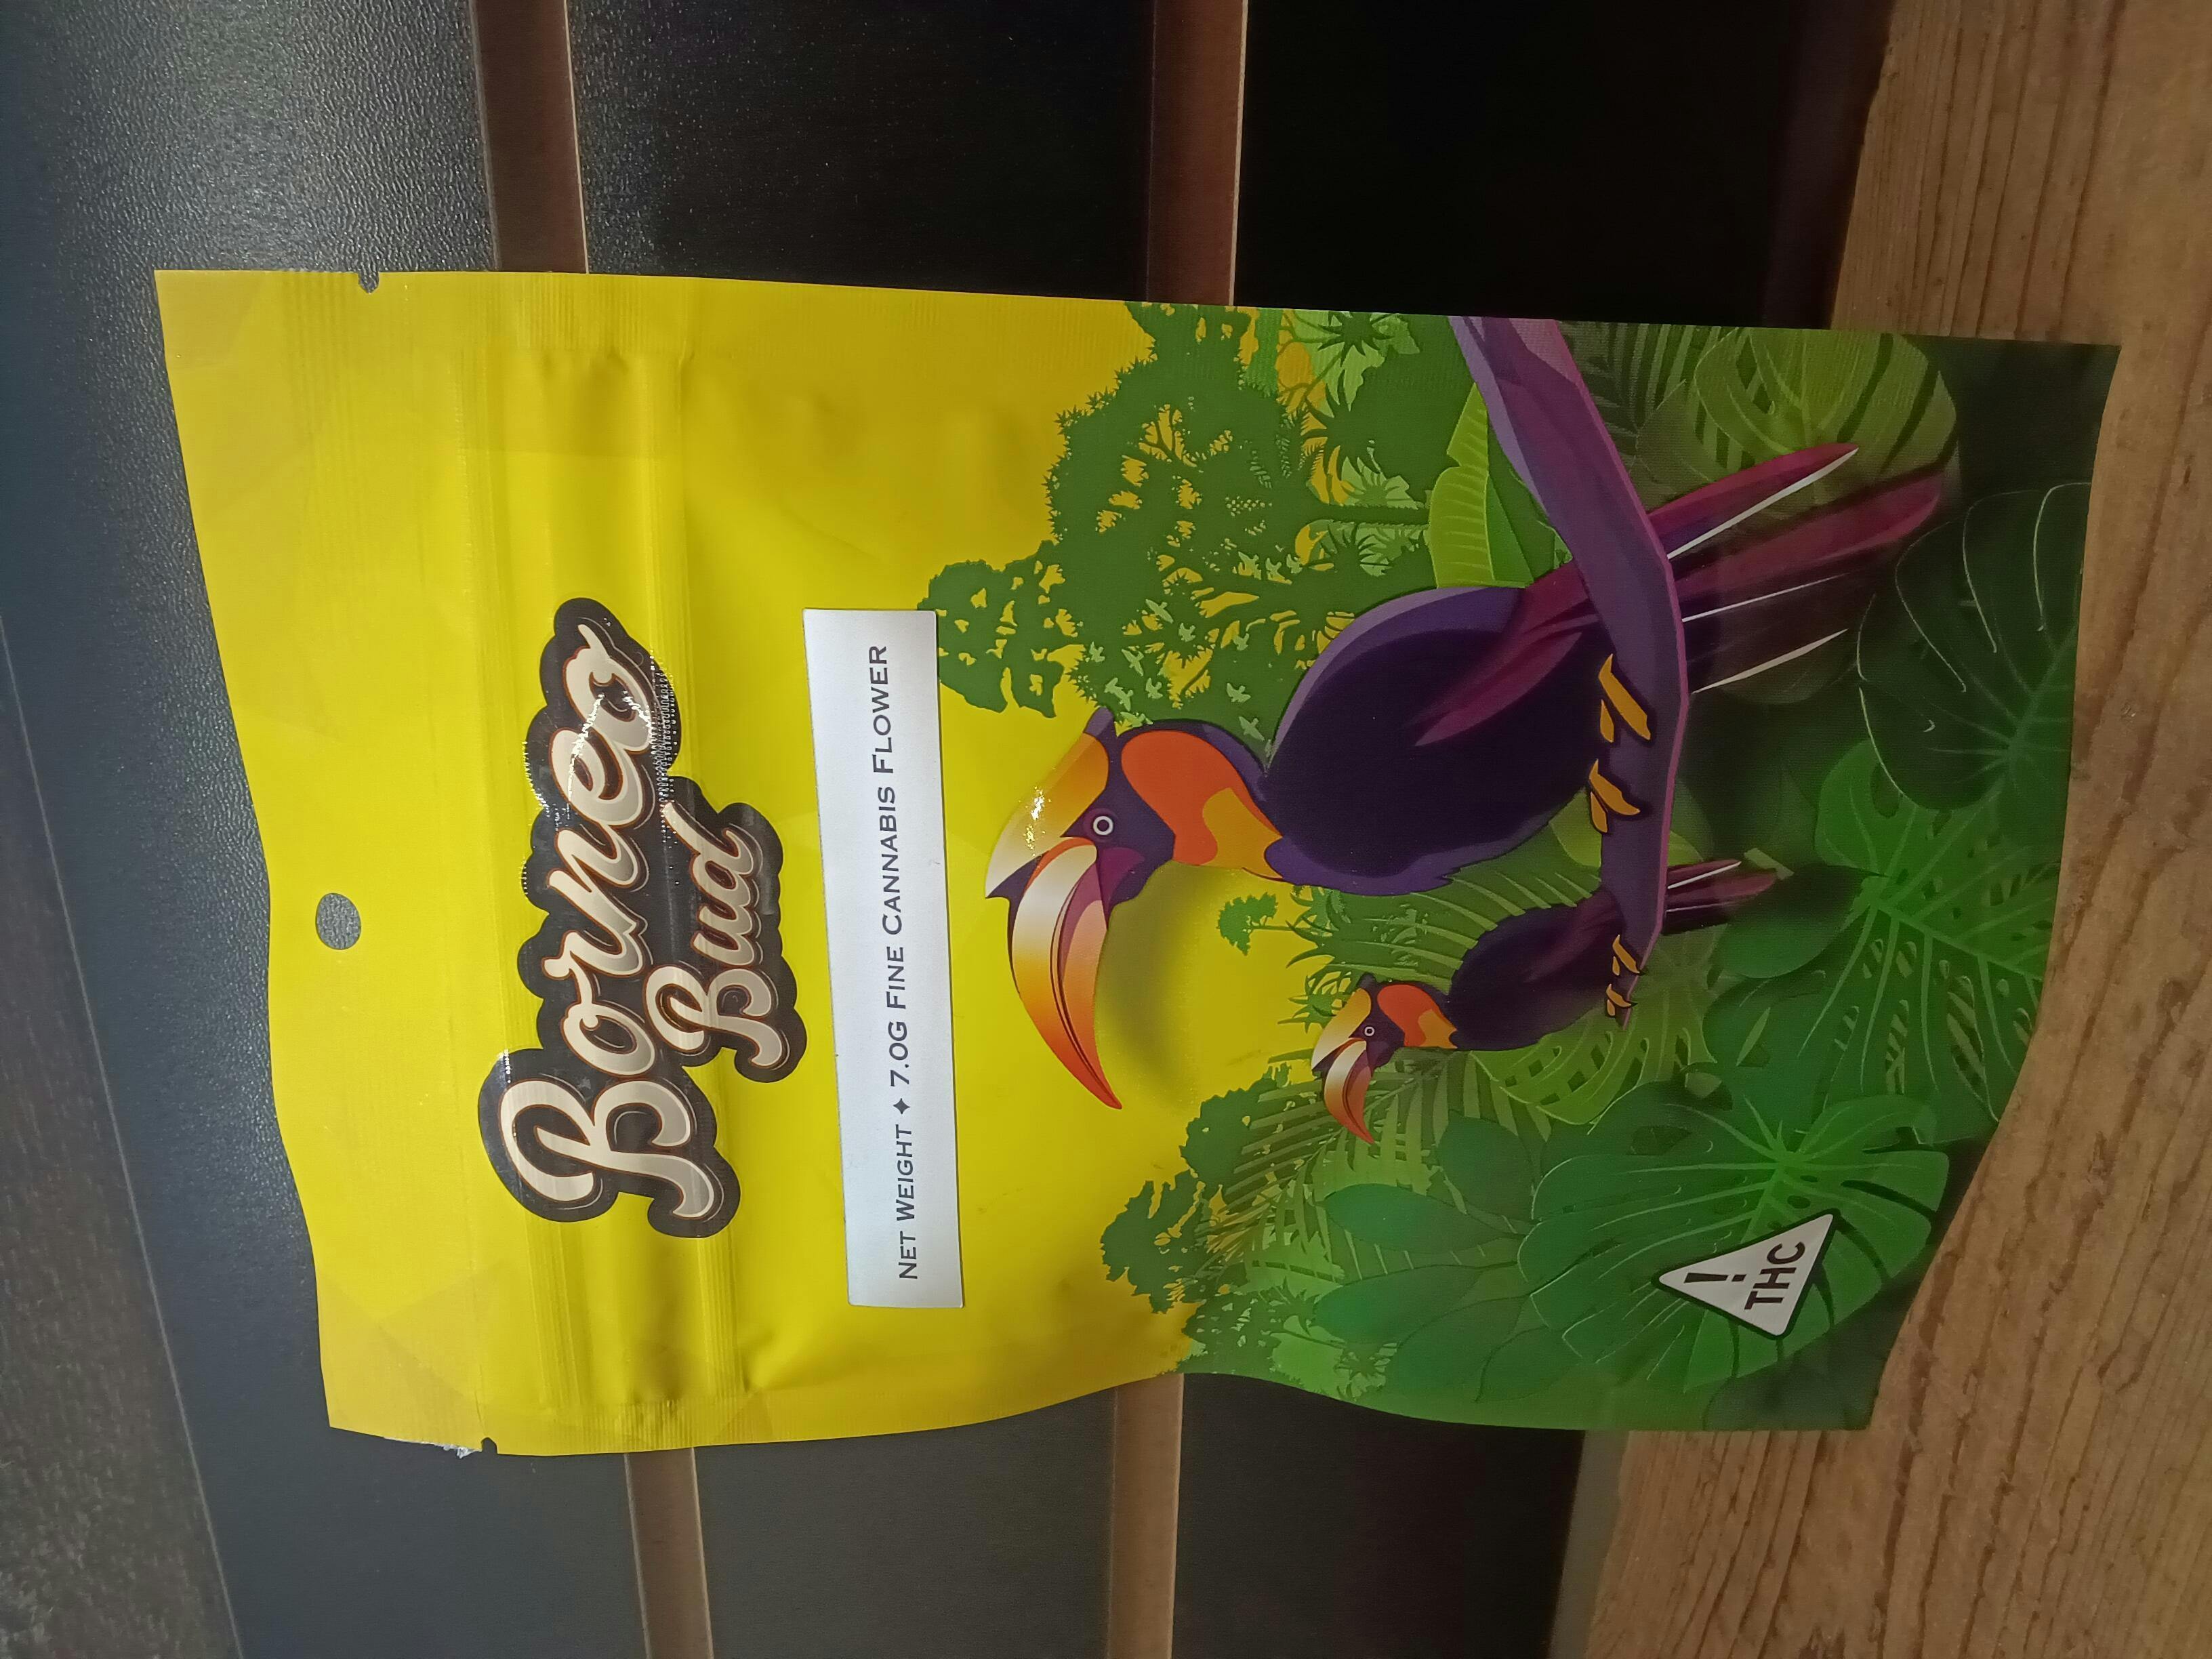 Borneo
Bud
NET WEIGHT ✦ 7.0G FINE CANNABIS FLOWER
!
THC